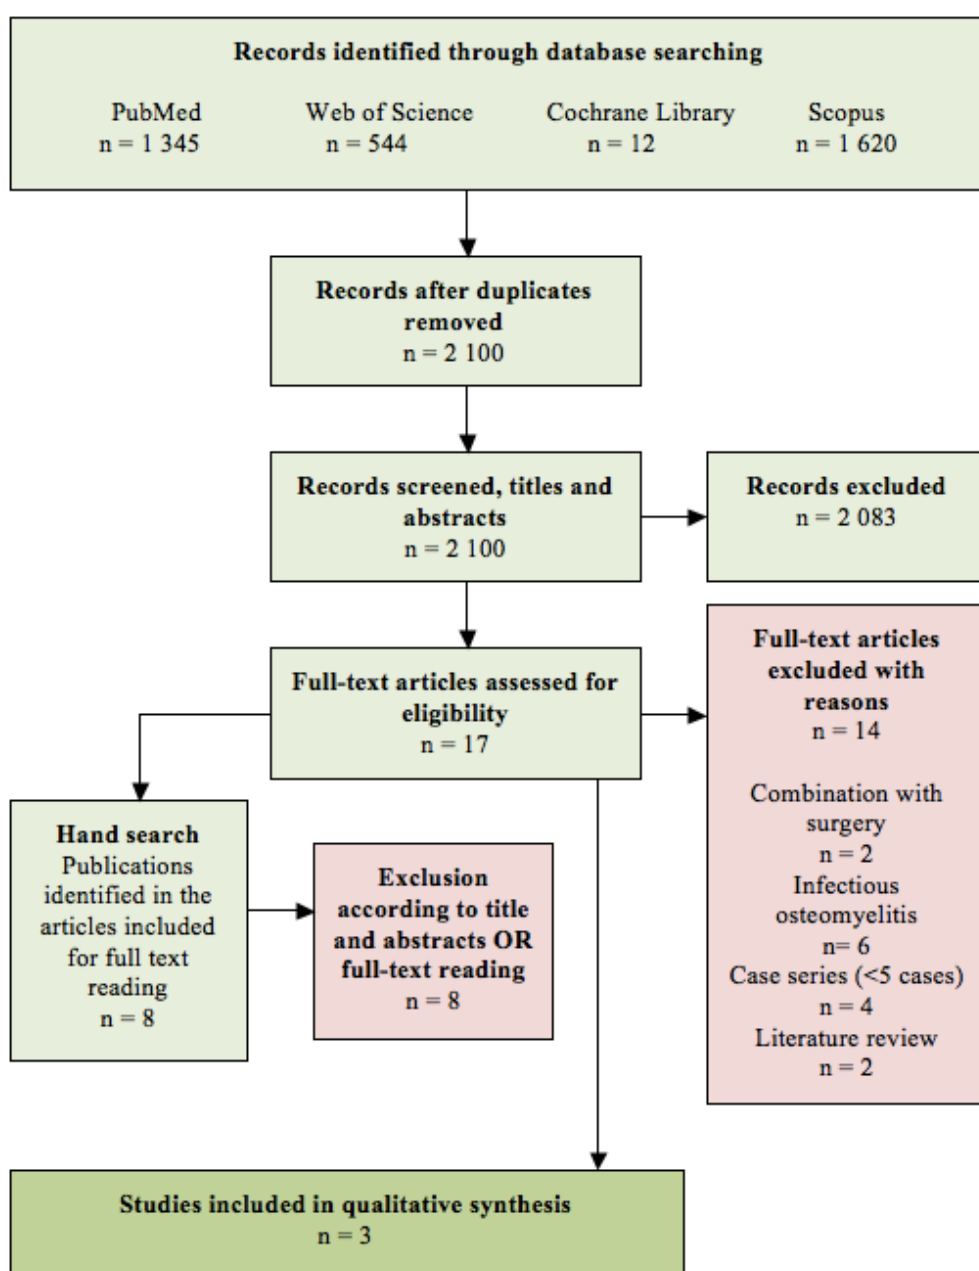 Records identified through database searching
PubMed
n = 1 345
Web of Science
n = 544
Cochrane Library
n = 12
Scopus
n = 1 620
Records after duplicates
removed
n = 2 100
Records screened, titles and
abstracts
n = 2 100
Records excluded
n = 2 083
Full-text articles assessed for
eligibility
n = 17
Full-text articles
excluded with
reasons
n = 14
Combination with
surgery
n = 2
Infectious
osteomyelitis
n= 6
Case series (<5 cases)
n = 4
Literature review
n = 2
Hand search
Publications
identified in the
articles included
for full text
reading
n = 8
Exclusion
according to title
and abstracts OR
full-text reading
n = 8
Studies included in qualitative synthesis
n = 3